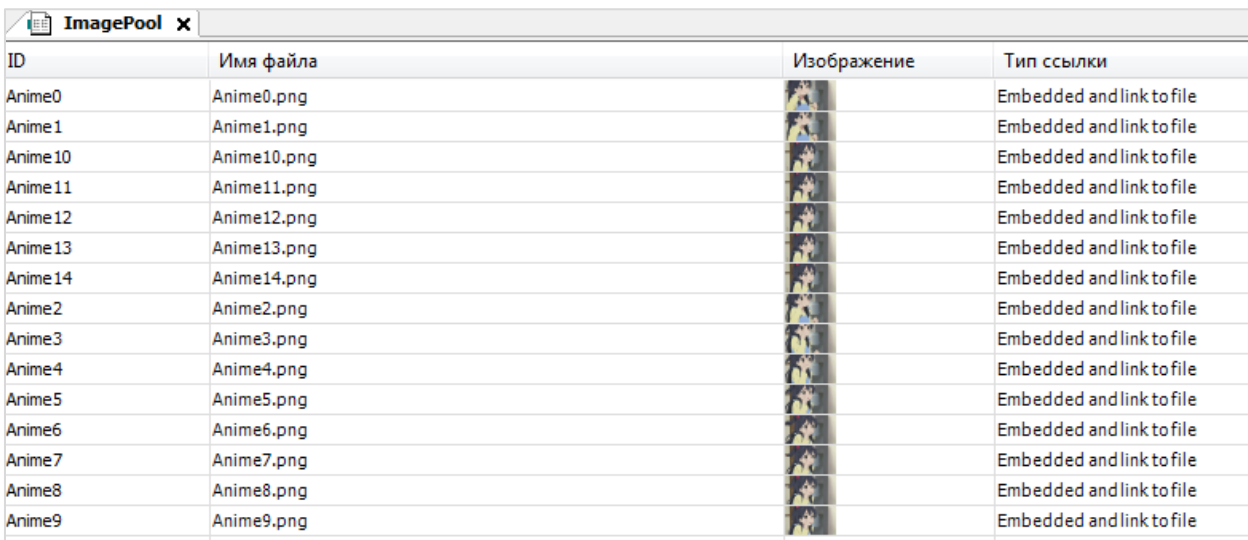 ImagePool x
ID Имя файла Изображение Тип ссылки
Anime0 Anime0.png Embedded and link to file
Anime1 Anime1.png Embedded and link to file
Anime10 Anime10.png Embedded and link to file
Anime11 Anime11.png Embedded and link to file
Anime12 Anime12.png Embedded and link to file
Anime13 Anime13.png Embedded and link to file
Anime14 Anime14.png Embedded and link to file
Anime2 Anime2.png Embedded and link to file
Anime3 Anime3.png Embedded and link to file
Anime4 Anime4.png Embedded and link to file
Anime5 Anime5.png Embedded and link to file
Anime6 Anime6.png Embedded and link to file
Anime7 Anime7.png Embedded and link to file
Anime8 Anime8.png Embedded and link to file
Anime9 Anime9.png Embedded and link to file